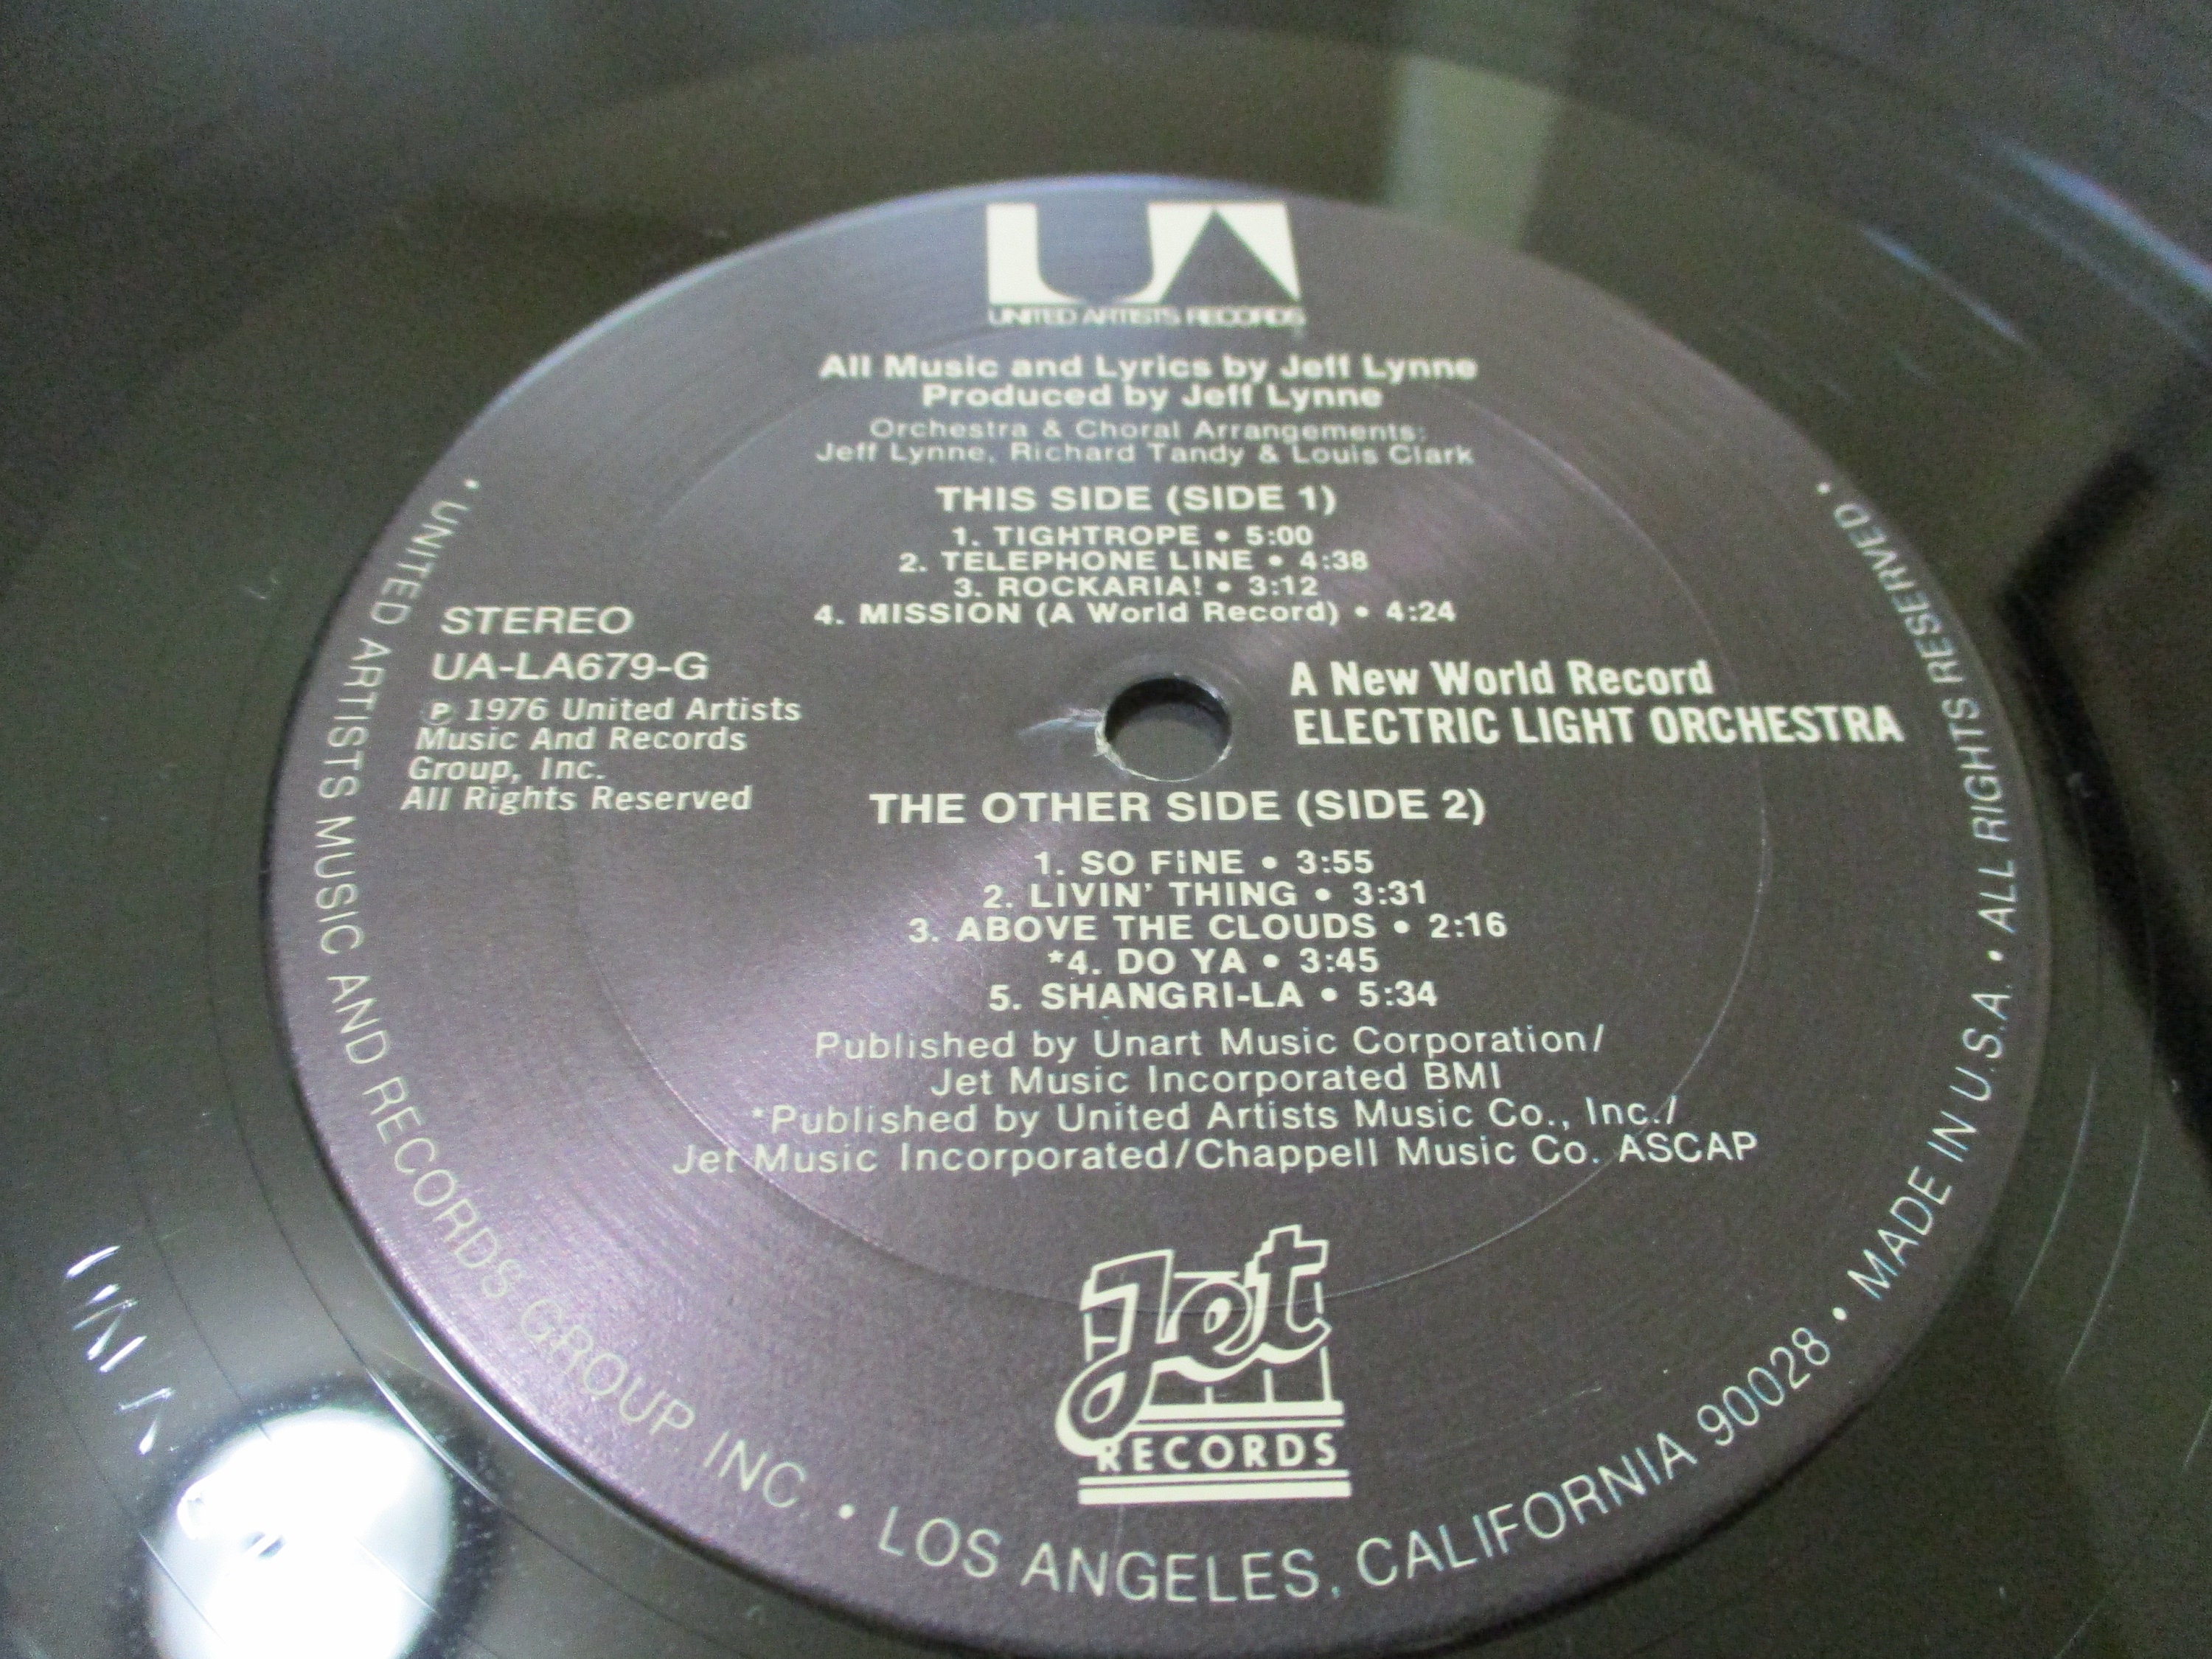 UA
UNITED ARTISTS RECORDS
All Music and Lyrics by Jeff Lynne
Produced by Jeff Lynne
Orchestra & Choral Arrangements:
Jeff Lynne, Richard Tandy & Louis Clark
THIS SIDE (SIDE 1)
1. TIGHTROPE • 5:00
2. TELEPHONE LINE • 4:38
3. ROCKARIA! • 3:12
4. MISSION (A World Record) • 4:24
STEREO
UA-LA679-G
℗ 1976 United Artists
Music And Records
Group, Inc.
All Rights Reserved
A New World Record
ELECTRIC LIGHT ORCHESTRA
THE OTHER SIDE (SIDE 2)
1. SO FINE • 3:55
2. LIVIN' THING • 3:31
3. ABOVE THE CLOUDS • 2:16
*4. DO YA • 3:45
5. SHANGRI-LA • 5:34
Published by Unart Music Corporation/
Jet Music Incorporated BMI
*Published by United Artists Music Co., Inc./
Jet Music Incorporated/Chappell Music Co. ASCAP
Jet
RECORDS
• UNITED ARTISTS MUSIC AND RECORDS GROUP INC • LOS ANGELES, CALIFORNIA 90028 • MADE IN U.S.A. • ALL RIGHTS RESERVED •